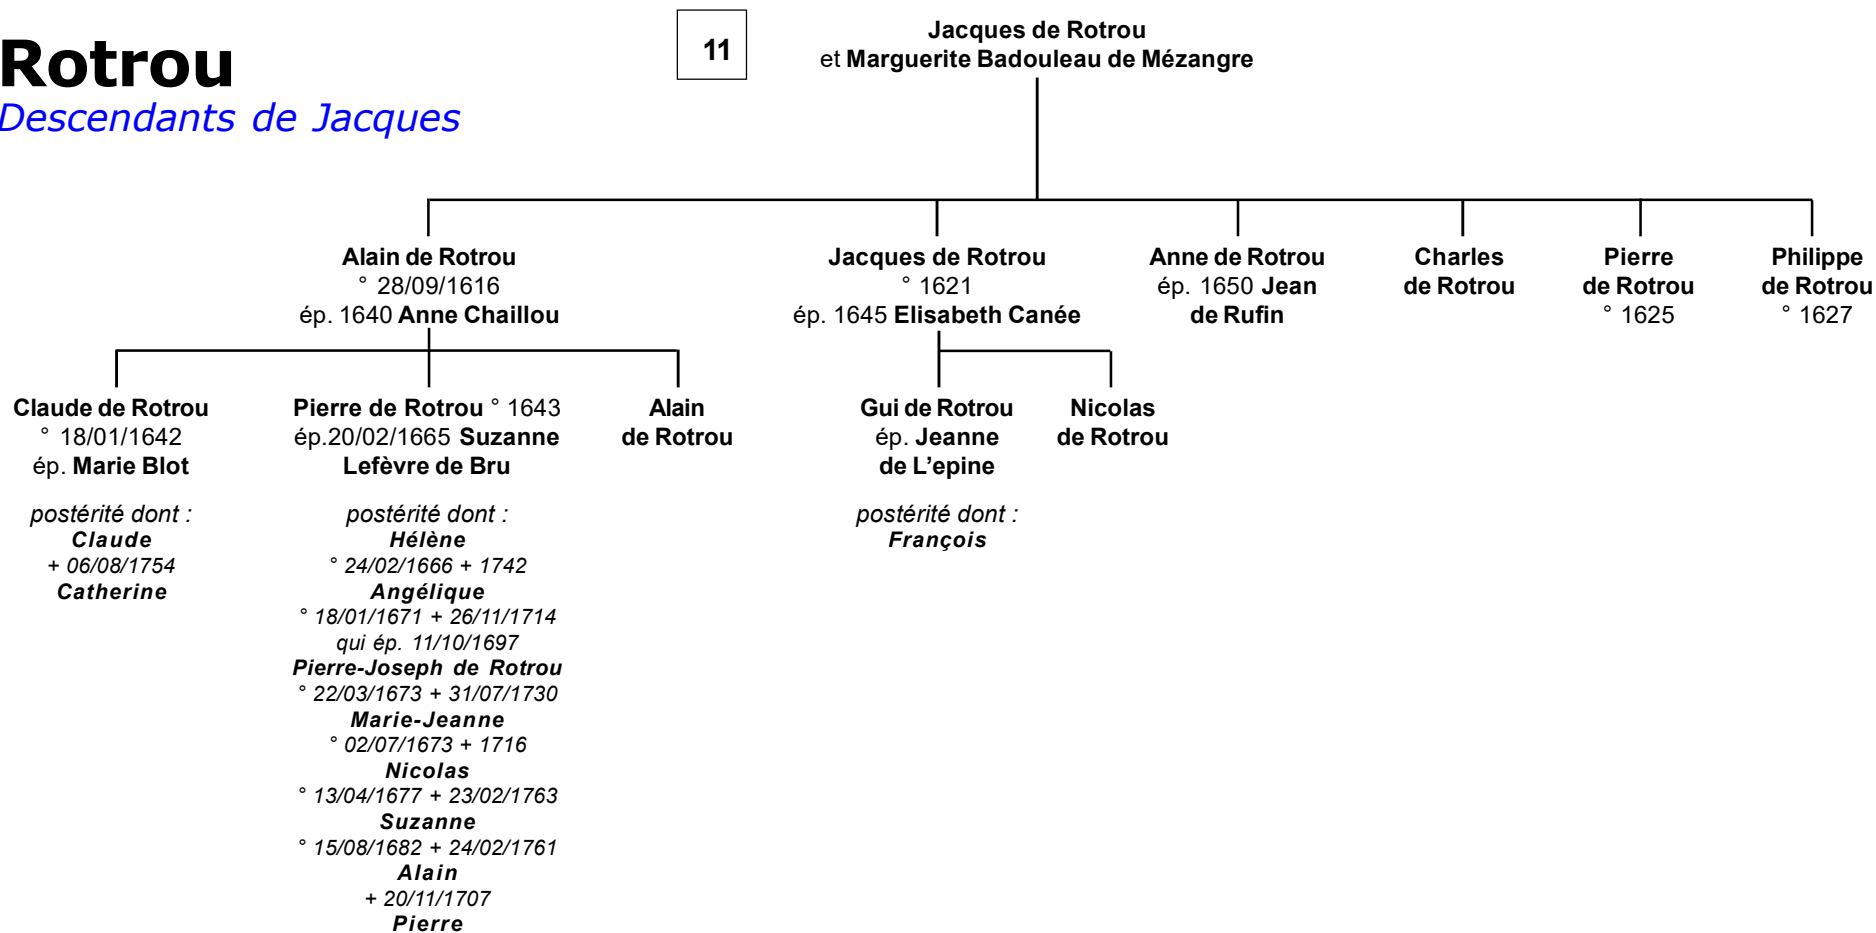 Rotrou
Descendants de Jacques
11
Jacques de Rotrou
et Marguerite Badouleau de Mézangre
Alain de Rotrou
° 28/09/1616
ép. 1640 Anne Chaillou
Jacques de Rotrou
° 1621
ép. 1645 Elisabeth Canée
Anne de Rotrou
ép. 1650 Jean
de Rufin
Charles
de Rotrou
Pierre
de Rotrou
° 1625
Philippe
de Rotrou
° 1627
Claude de Rotrou
° 18/01/1642
ép. Marie Blot
postérité dont :
Claude
+ 06/08/1754
Catherine
Pierre de Rotrou ° 1643
ép.20/02/1665 Suzanne
Lefèvre de Bru
postérité dont :
Hélène
° 24/02/1666 + 1742
Angélique
° 18/01/1671 + 26/11/1714
qui ép. 11/10/1697
Pierre-Joseph de Rotrou
° 22/03/1673 + 31/07/1730
Marie-Jeanne
° 02/07/1673 + 1716
Nicolas
° 13/04/1677 + 23/02/1763
Suzanne
° 15/08/1682 + 24/02/1761
Alain
+ 20/11/1707
Pierre
Alain
de Rotrou
Gui de Rotrou
ép. Jeanne
de L'epine
postérité dont :
François
Nicolas
de Rotrou